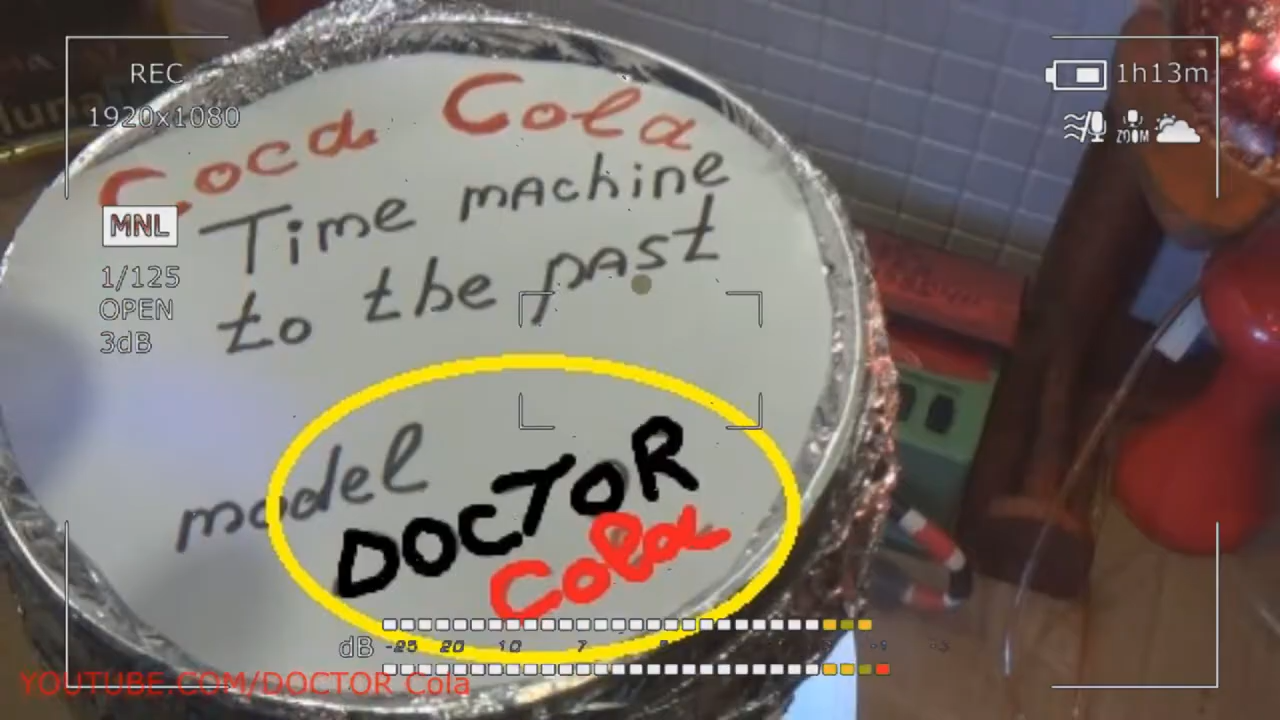 REC
1920x1080
1h13m
ZOOM
Coca Cola
Time machine
to the past
MNL
1/125
OPEN
3dB
model
DOCTOR
Cola
dB -25 20 10 7 -1
YOUTUBE.COM/DOCTOR Cola